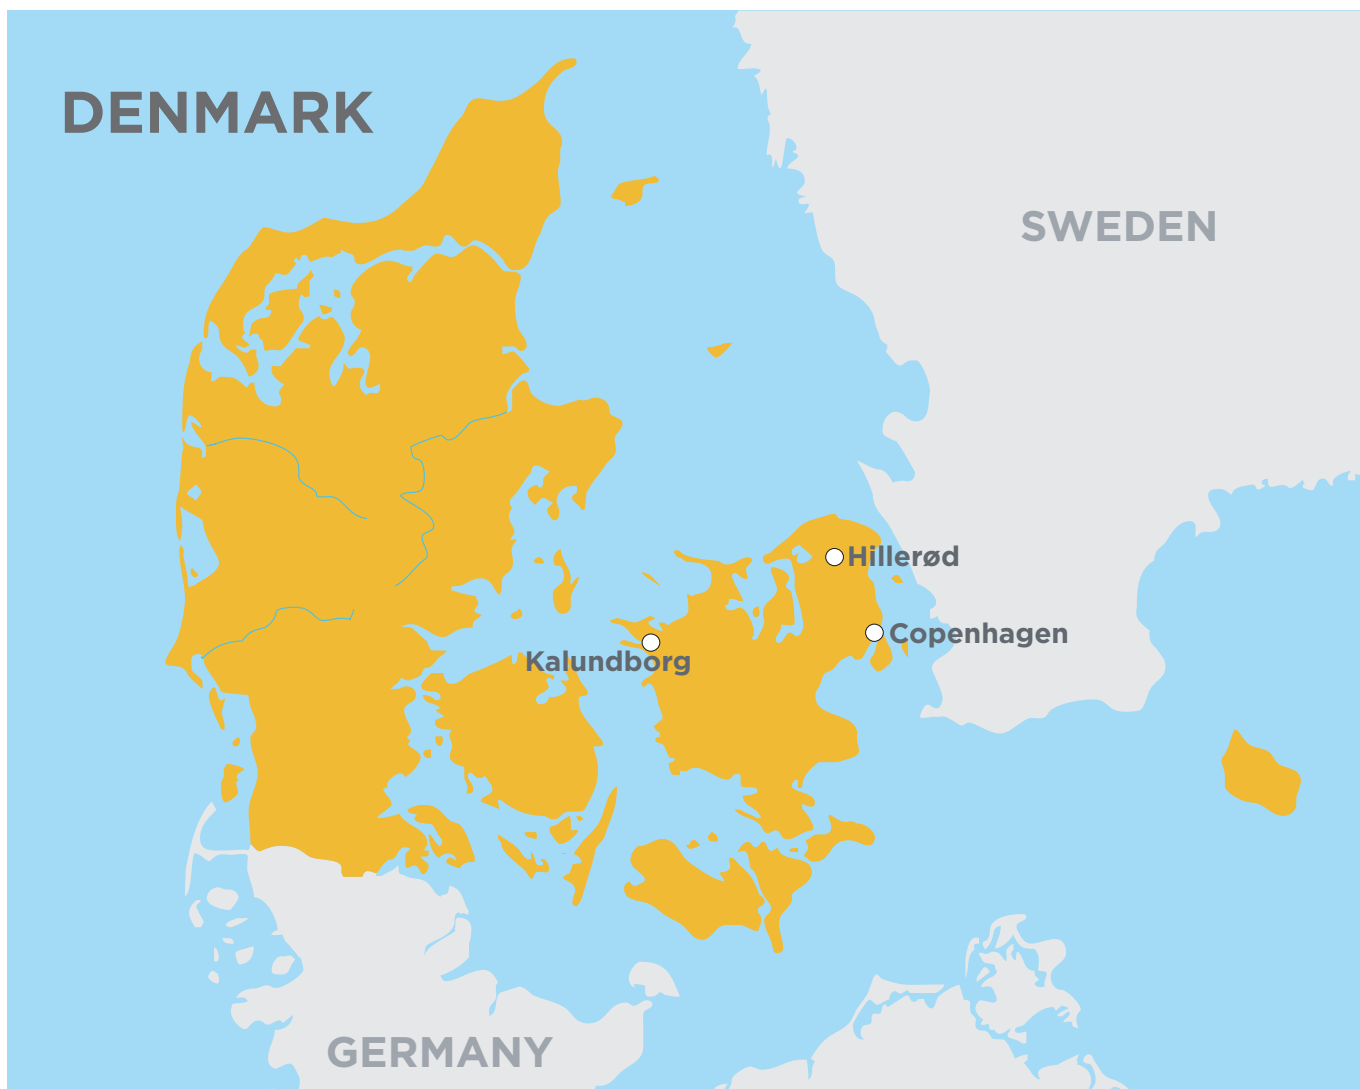 DENMARK
SWEDEN
Hillerød
Copenhagen
Kalundborg
GERMANY